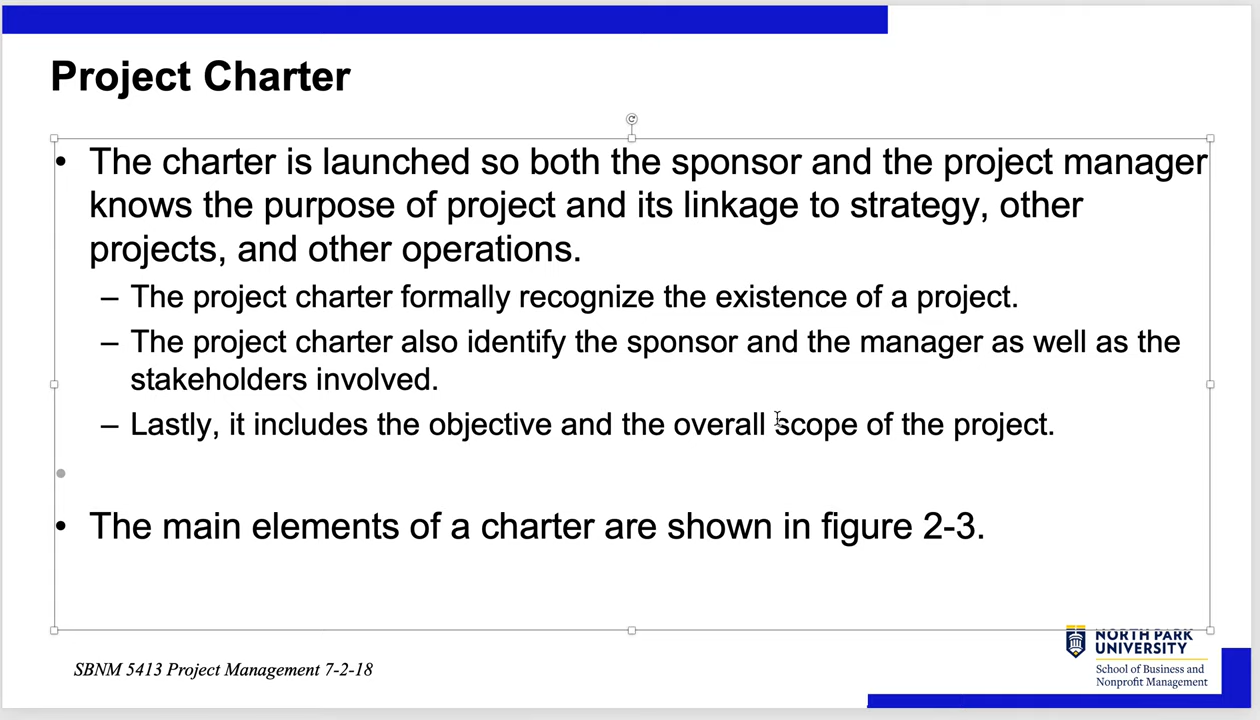 Project Charter
• The charter is launched so both the sponsor and the project manager
knows the purpose of project and its linkage to strategy, other
projects, and other operations.
– The project charter formally recognize the existence of a project.
– The project charter also identify the sponsor and the manager as well as the
stakeholders involved.
– Lastly, it includes the objective and the overall scope of the project.
• The main elements of a charter are shown in figure 2-3.
SBNM 5413 Project Management 7-2-18
NORTH PARK
UNIVERSITY
School of Business and
Nonprofit Management